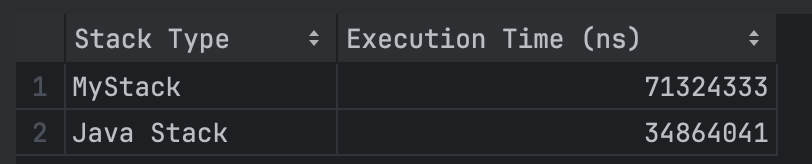 Stack Type Execution Time (ns)
1 MyStack 71324333
2 Java Stack 34864041